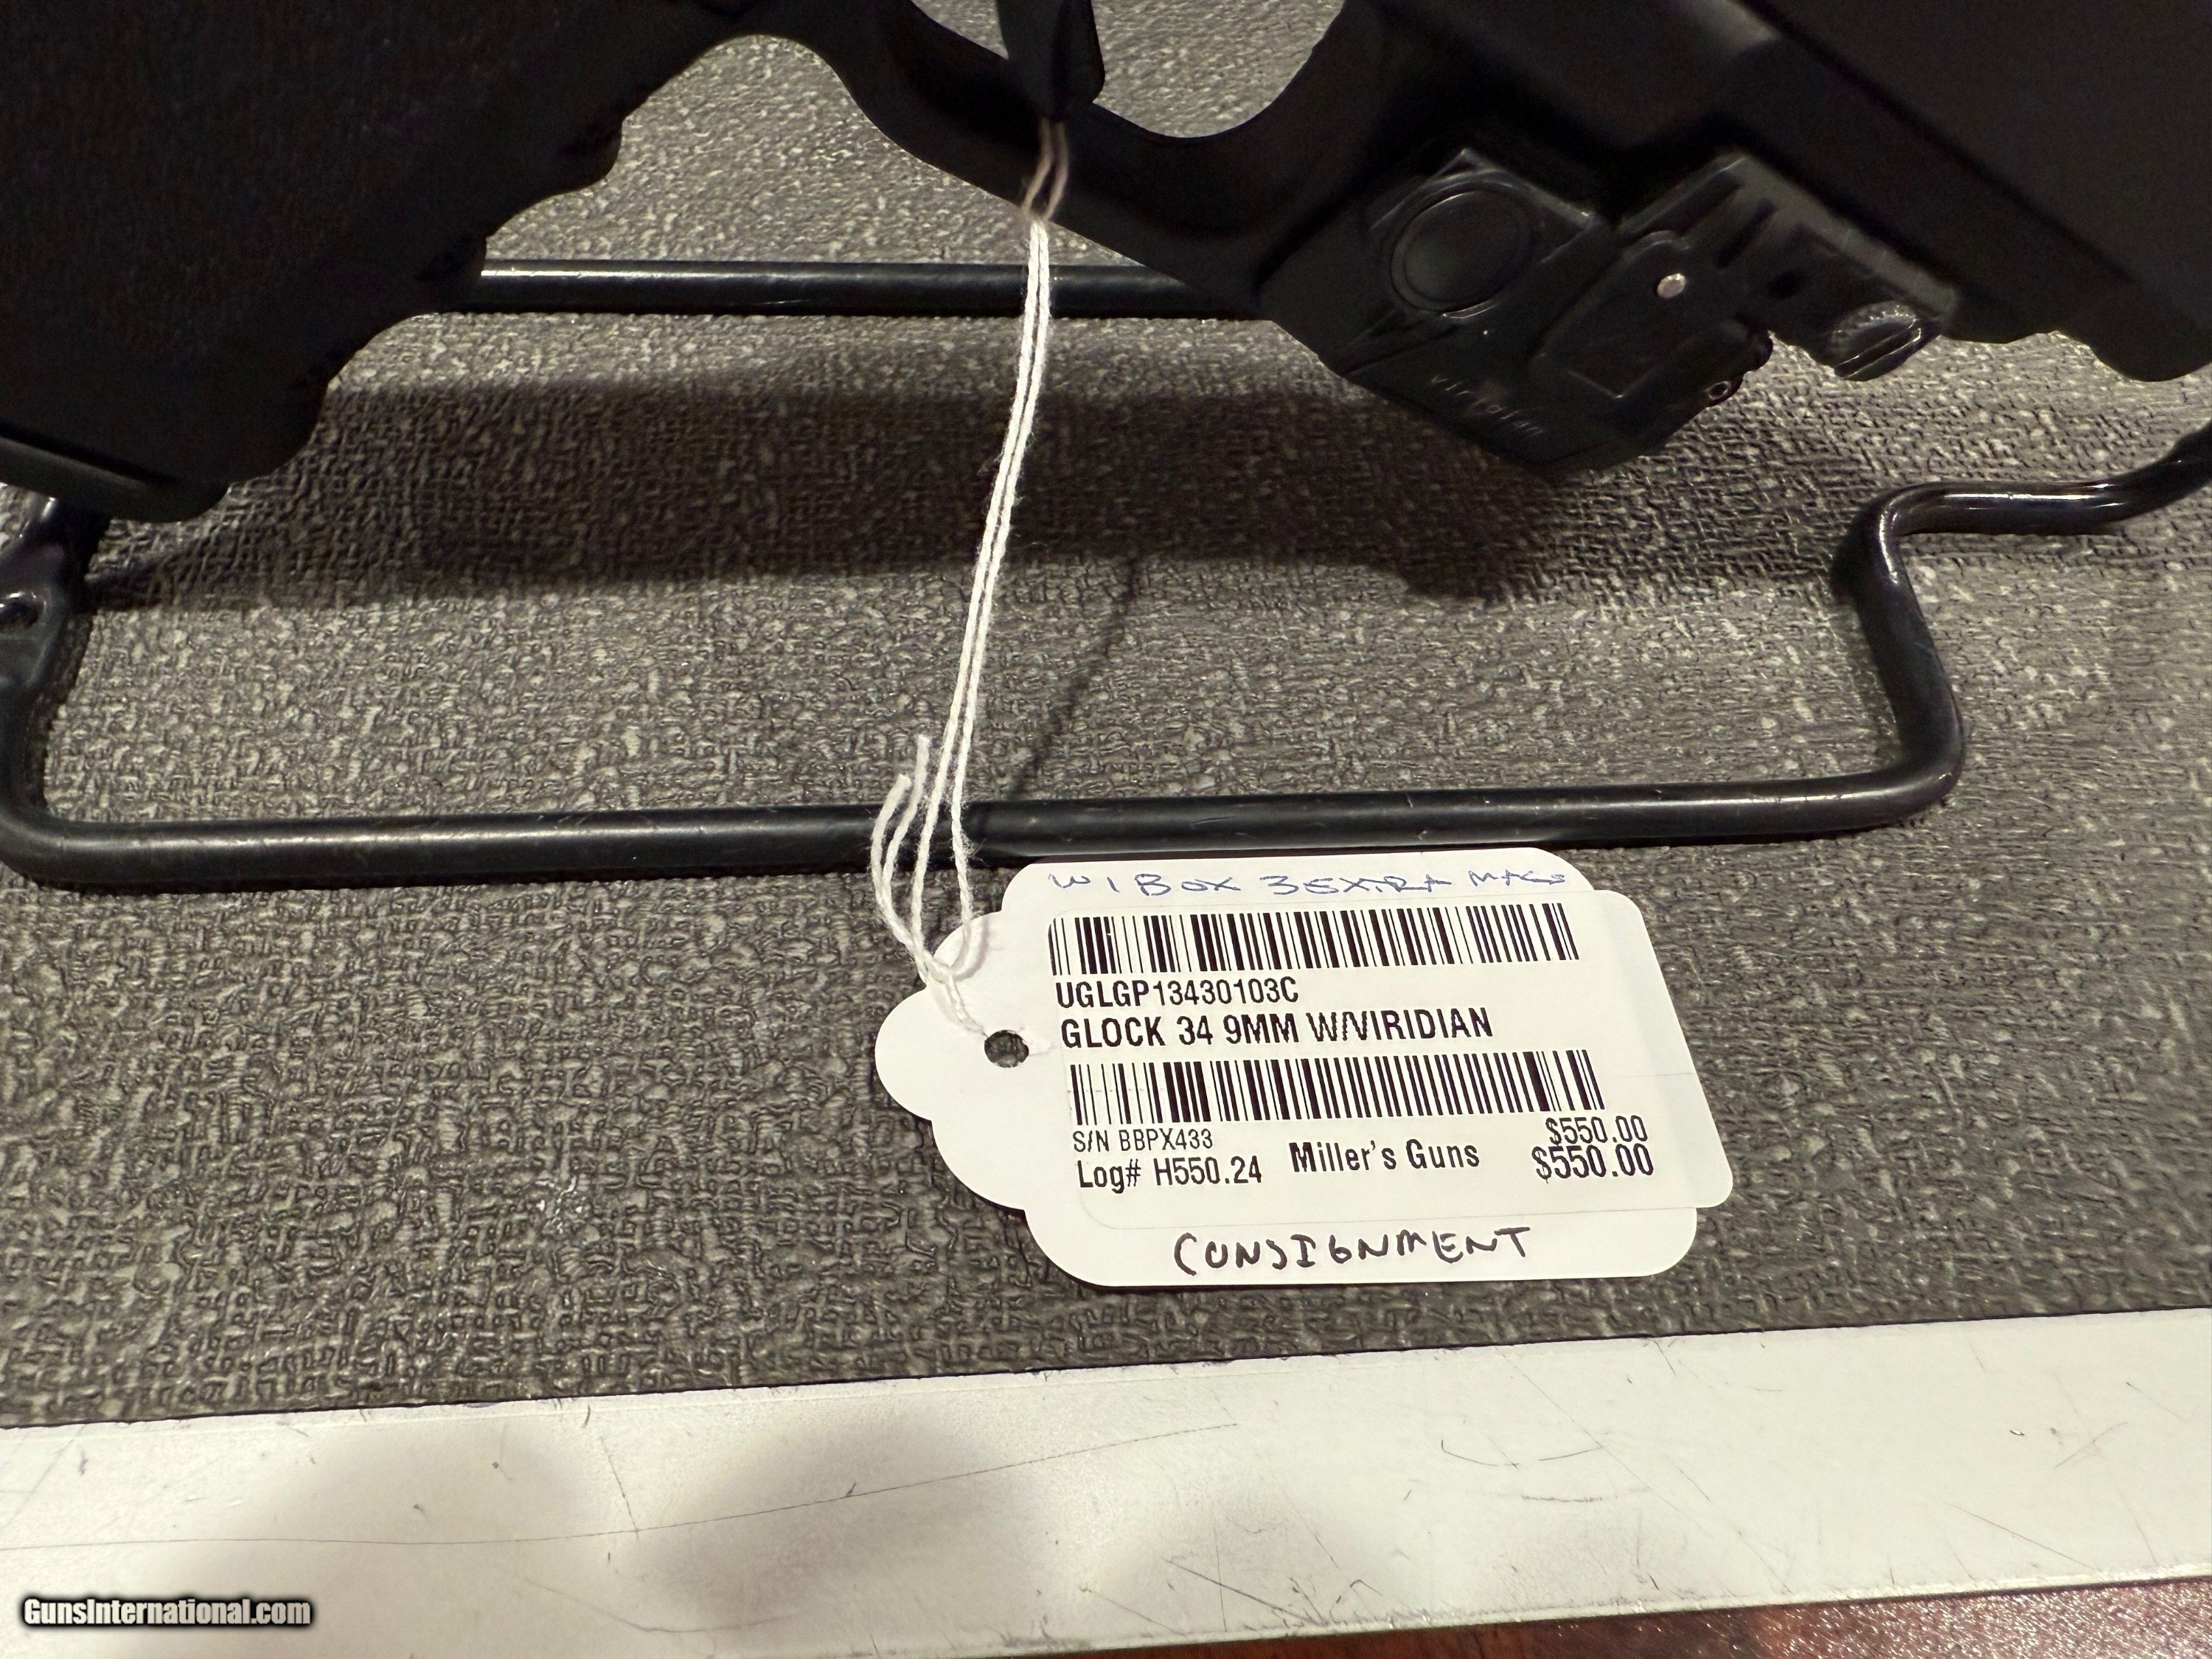 viridian
W/ BOX 3 EXTRA MAGS
UGLGP13430103C
GLOCK 34 9MM W/VIRIDIAN
S/N BBPX433
$550.00
Log# H550.24 Miller's Guns $550.00
CONSIGNMENT
GunsInternational.com